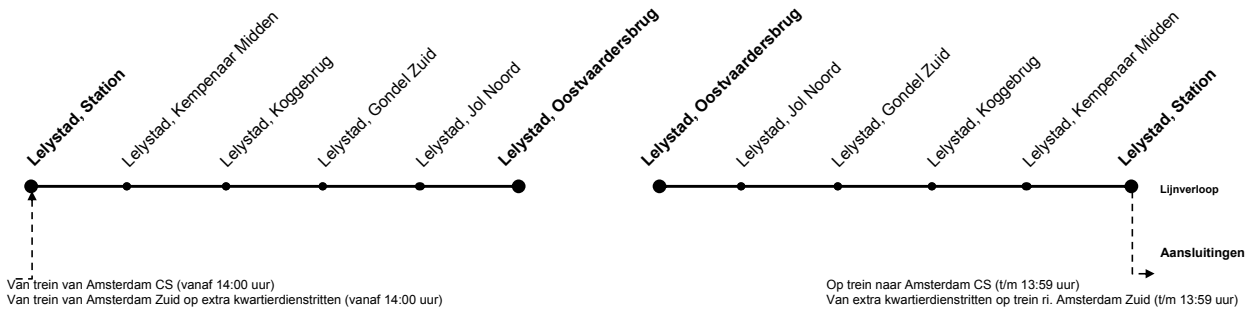 Lelystad, Station
Lelystad, Kempenaar Midden
Lelystad, Koggebrug
Lelystad, Gondel Zuid
Lelystad, Jol Noord
Lelystad, Oostvaardersbrug
Lelystad, Oostvaardersbrug
Lelystad, Jol Noord
Lelystad, Gondel Zuid
Lelystad, Koggebrug
Lelystad, Kempenaar Midden
Lelystad, Station
Lijnverloop
Aansluitingen
Van trein van Amsterdam CS (vanaf 14:00 uur)
Van trein van Amsterdam Zuid op extra kwartierdienstritten (vanaf 14:00 uur)
Op trein naar Amsterdam CS (t/m 13:59 uur)
Van extra kwartierdienstritten op trein ri. Amsterdam Zuid (t/m 13:59 uur)